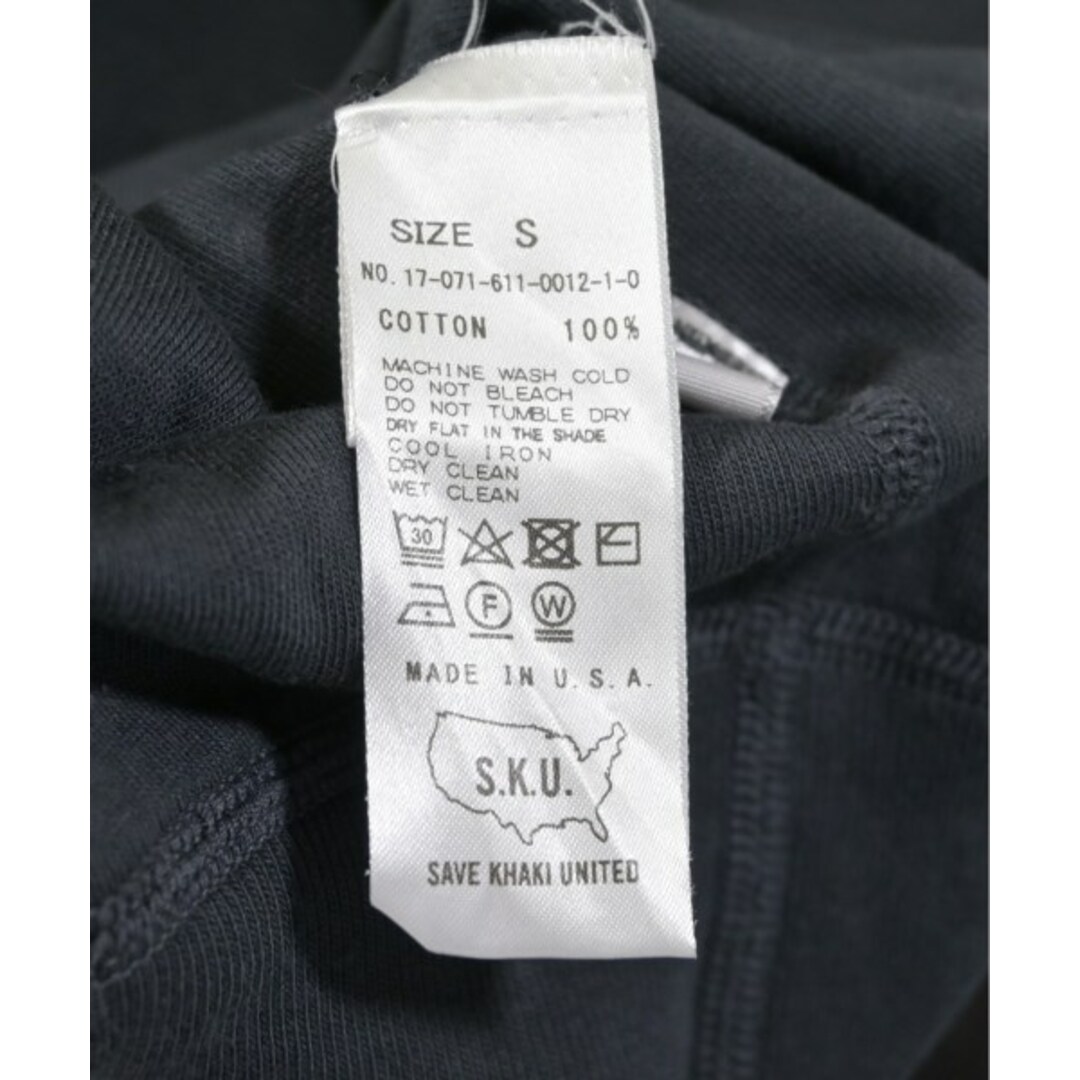 SIZE S
NO. 17-071-611-0012-1-0
COTTON 100%
MACHINE WASH COLD
DO NOT BLEACH
DO NOT TUMBLE DRY
DRY FLAT IN THE SHADE
COOL IRON
DRY CLEAN
WET CLEAN
30
F W
MADE IN U.S.A.
S.K.U.
SAVE KHAKI UNITED